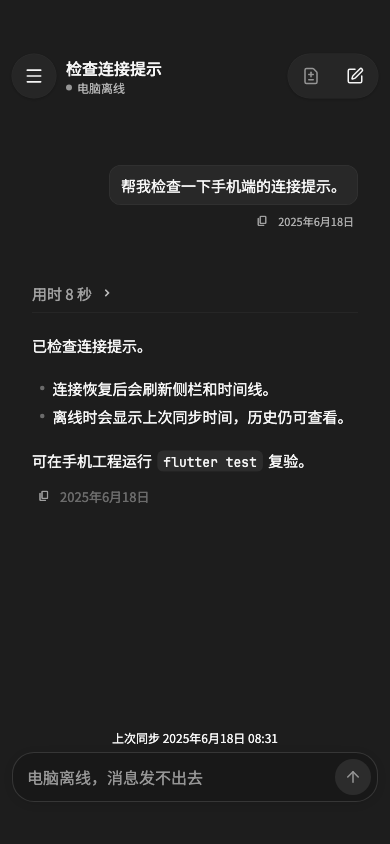 检查连接提示
电脑离线
帮我检查一下手机端的连接提示。
2025年6月18日
用时 8 秒
已检查连接提示。
连接恢复后会刷新侧栏和时间线。
离线时会显示上次同步时间，历史仍可查看。
可在手机工程运行 flutter test 复验。
2025年6月18日
上次同步 2025年6月18日 08:31
电脑离线，消息发不出去